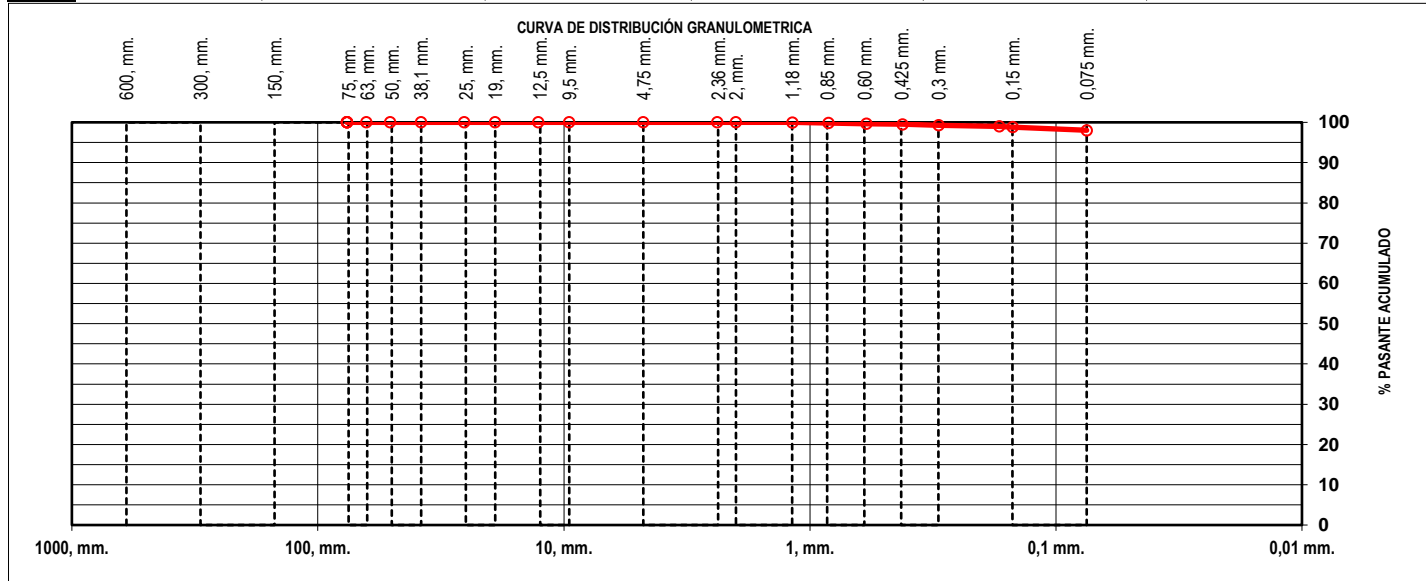 CURVA DE DISTRIBUCIÓN GRANULOMETRICA
600, mm.
300, mm.
150, mm.
75, mm.
63, mm.
50, mm.
38,1 mm.
25, mm.
19, mm.
12,5 mm.
9,5 mm.
4,75 mm.
2,36 mm.
2, mm.
1,18 mm.
0,85 mm.
0,60 mm.
0,425 mm.
0,3 mm.
0,15 mm.
0,075 mm.
100
90
80
70
60
50
40
30
20
10
0
% PASANTE ACUMULADO
1000, mm.
100, mm.
10, mm.
1, mm.
0,1 mm.
0,01 mm.